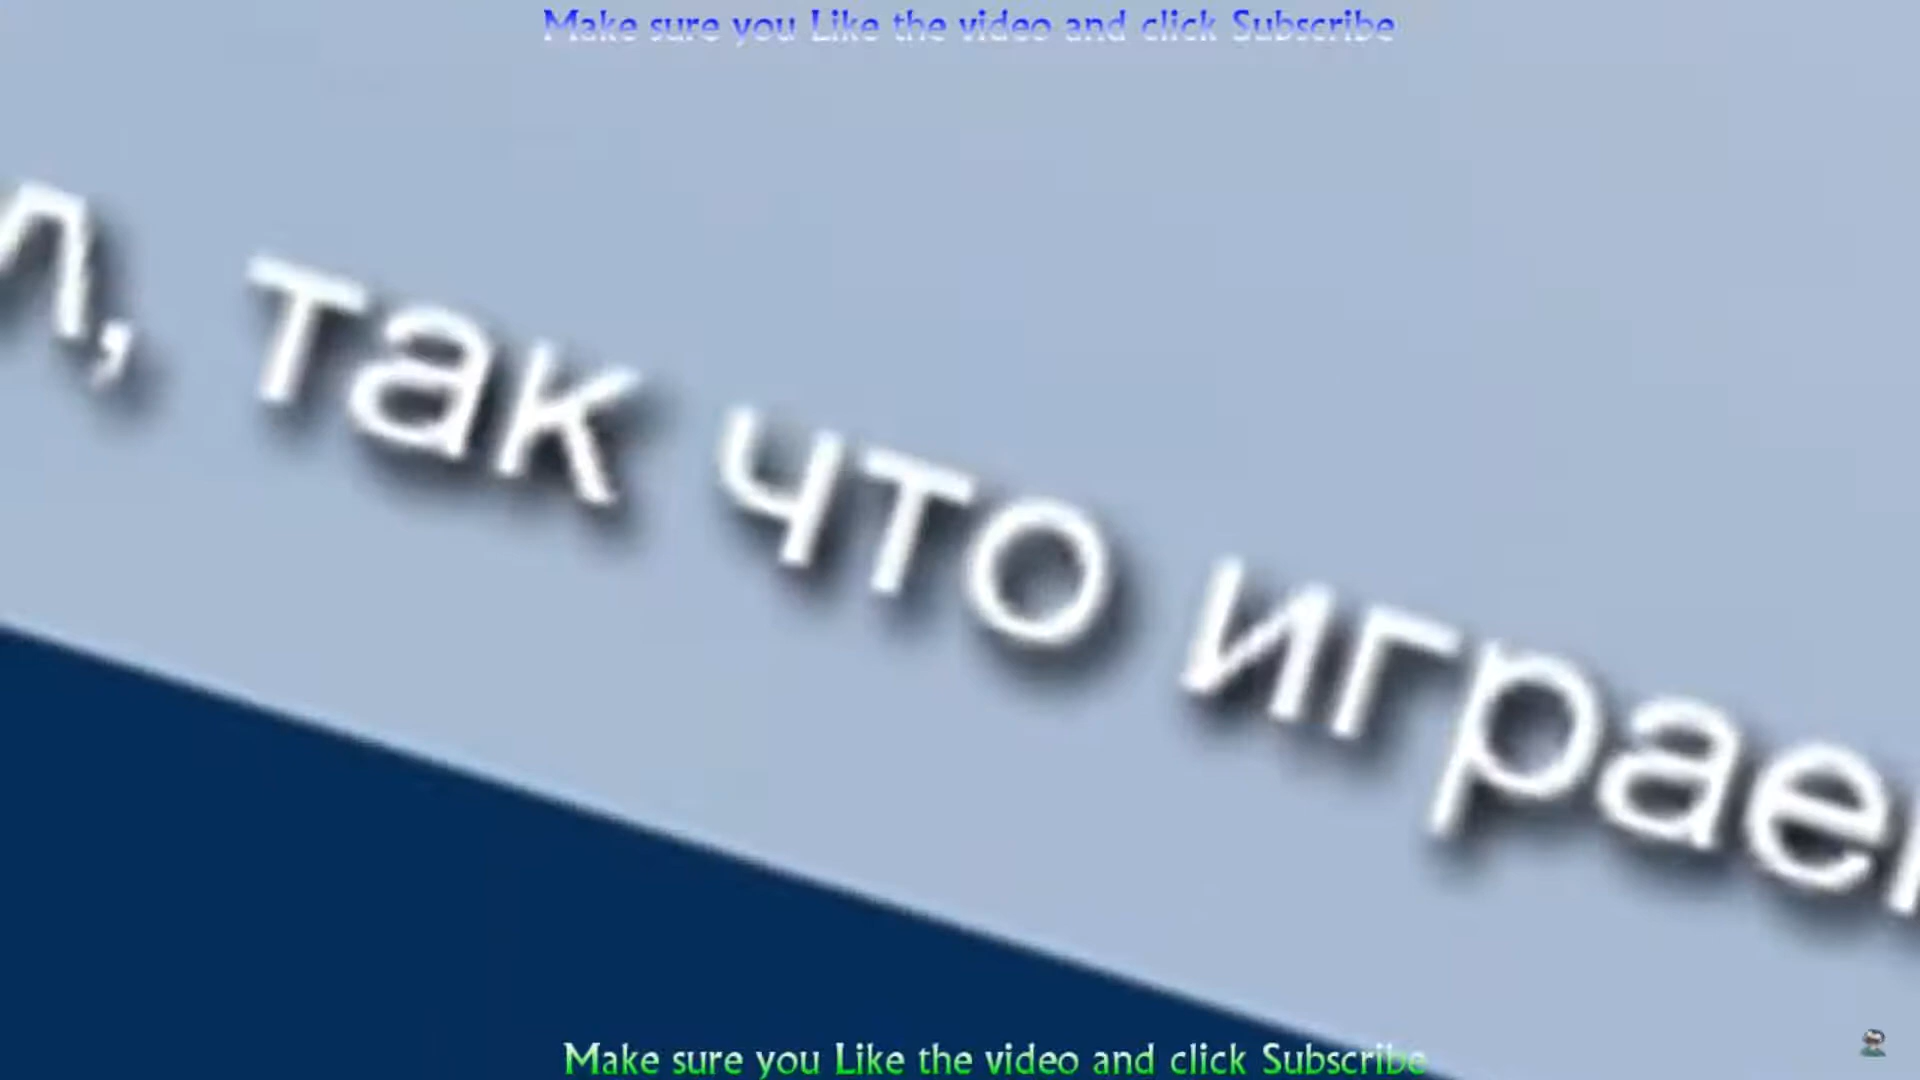 Make sure you Like the video and click Subscribe
л, так что играе
Make sure you Like the video and click Subscribe